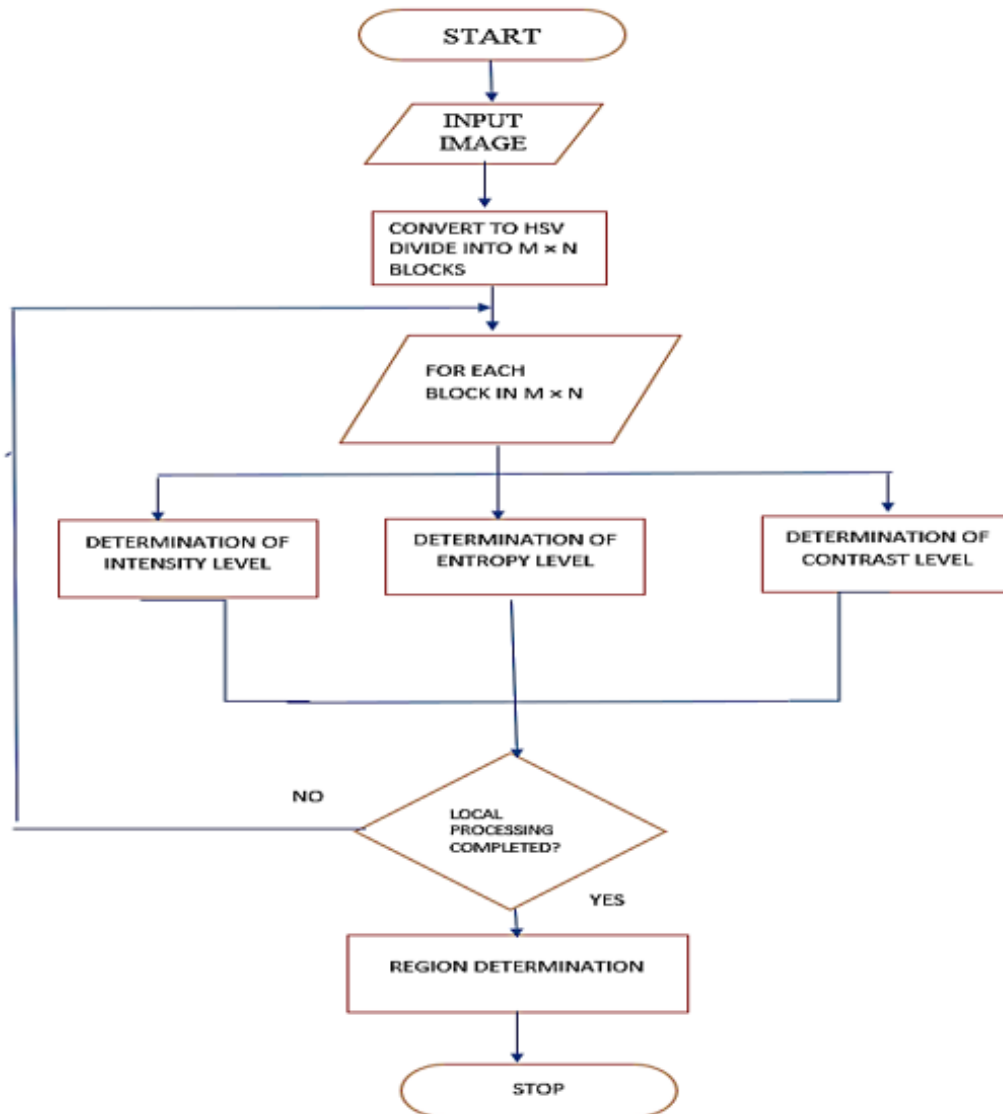 START
INPUT
IMAGE
CONVERT TO HSV
DIVIDE INTO M × N
BLOCKS
FOR EACH
BLOCK IN M × N
DETERMINATION OF
INTENSITY LEVEL
DETERMINATION OF
ENTROPY LEVEL
DETERMINATION OF
CONTRAST LEVEL
NO
LOCAL
PROCESSING
COMPLETED?
YES
REGION DETERMINATION
STOP